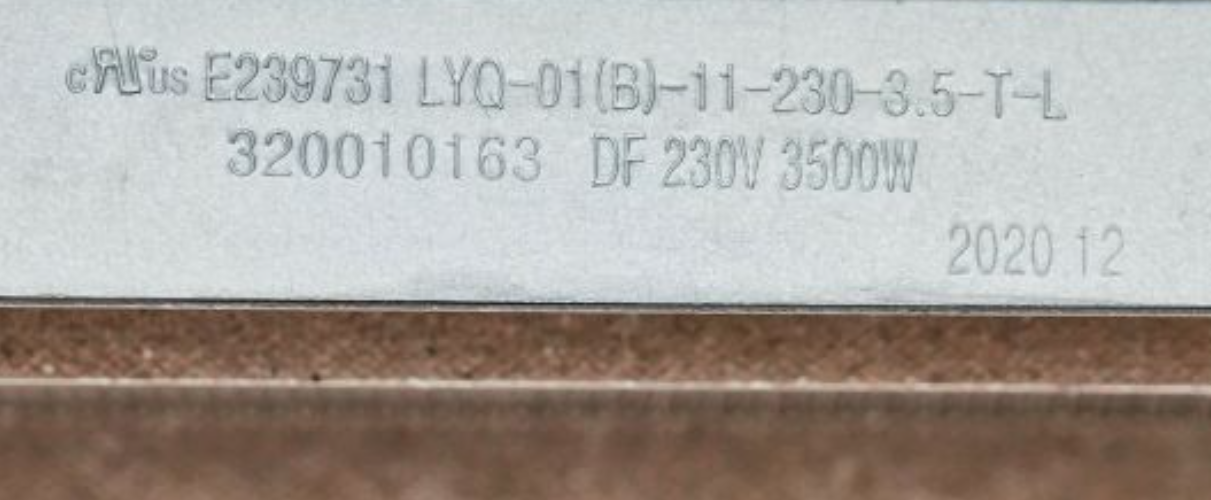 cRUus E239731 LYQ-01(B)-11-230-3.5-T-L
320010163 DF 230V 3500W
2020 12